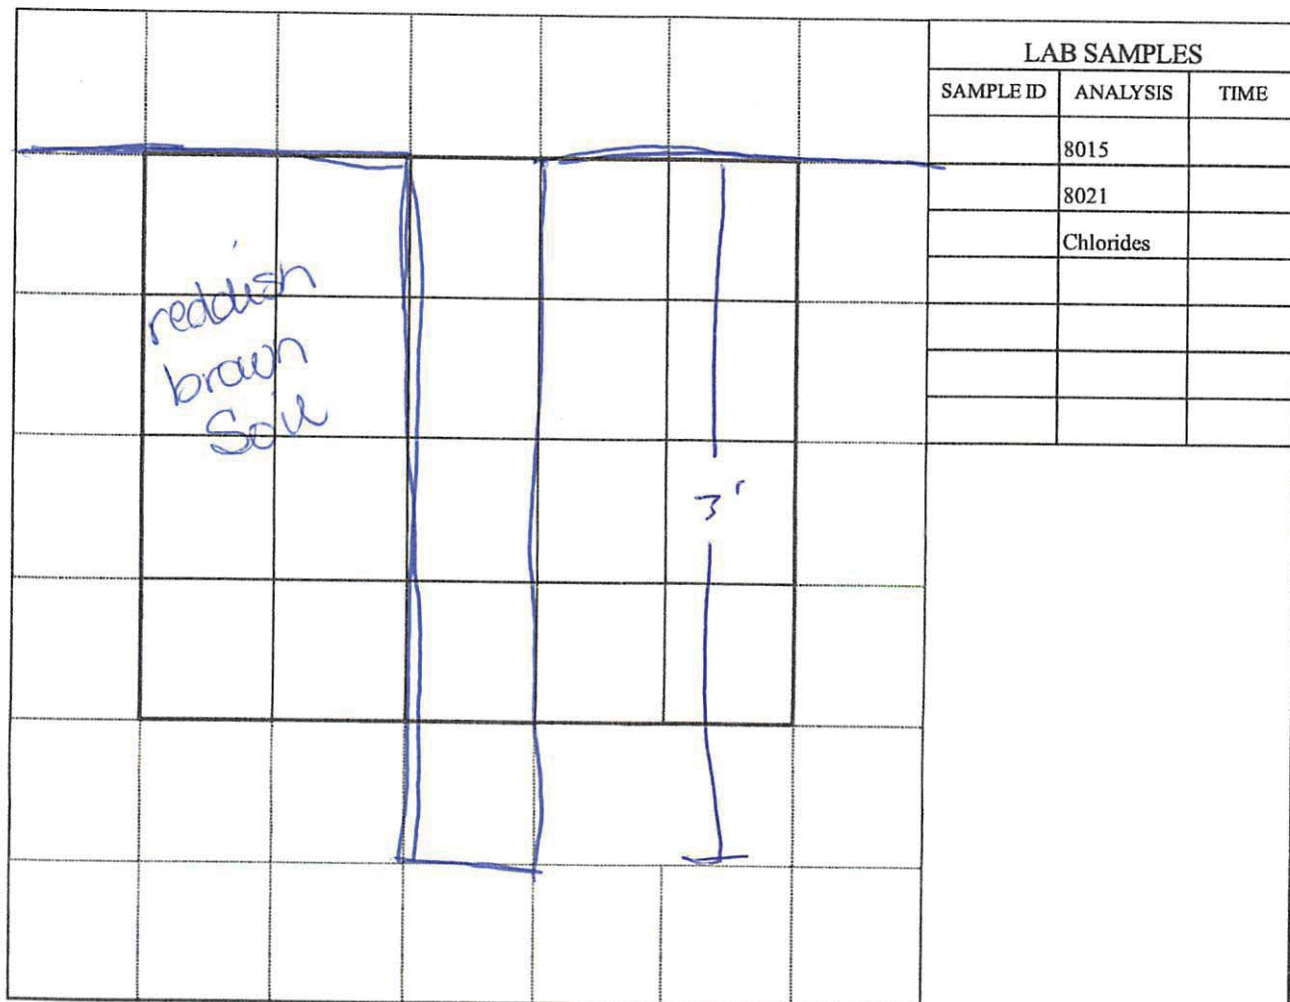 LAB SAMPLES
SAMPLE ID ANALYSIS TIME
8015
8021
Chlorides
reddish
brown
Soil
3'